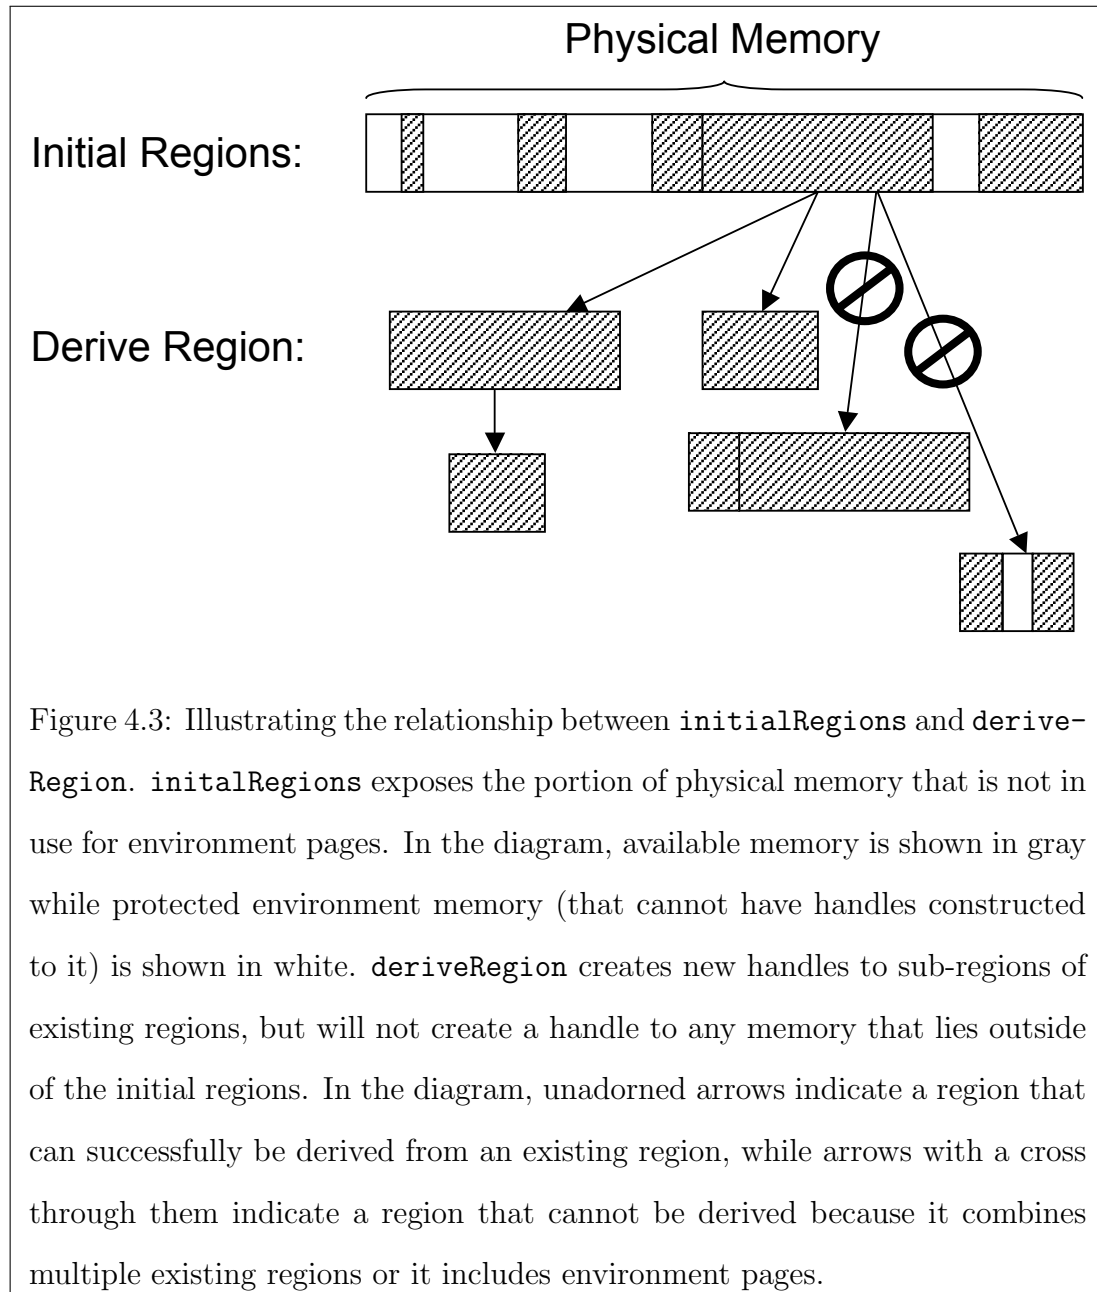 Physical Memory
Initial Regions:
Derive Region:
Figure 4.3: Illustrating the relationship between initialRegions and derive-
Region. initalRegions exposes the portion of physical memory that is not in
use for environment pages. In the diagram, available memory is shown in gray
while protected environment memory (that cannot have handles constructed
to it) is shown in white. deriveRegion creates new handles to sub-regions of
existing regions, but will not create a handle to any memory that lies outside
of the initial regions. In the diagram, unadorned arrows indicate a region that
can successfully be derived from an existing region, while arrows with a cross
through them indicate a region that cannot be derived because it combines
multiple existing regions or it includes environment pages.